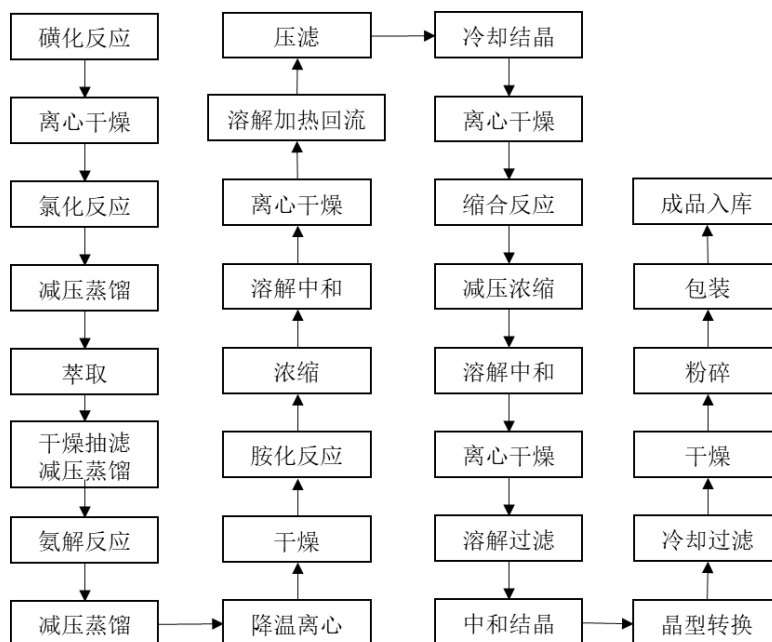 磺化反应
离心干燥
氯化反应
减压蒸馏
萃取
干燥抽滤
减压蒸馏
氨解反应
减压蒸馏
降温离心
干燥
胺化反应
浓缩
溶解中和
离心干燥
溶解加热回流
压滤
冷却结晶
离心干燥
缩合反应
减压浓缩
溶解中和
离心干燥
溶解过滤
中和结晶
晶型转换
冷却过滤
干燥
粉碎
包装
成品入库